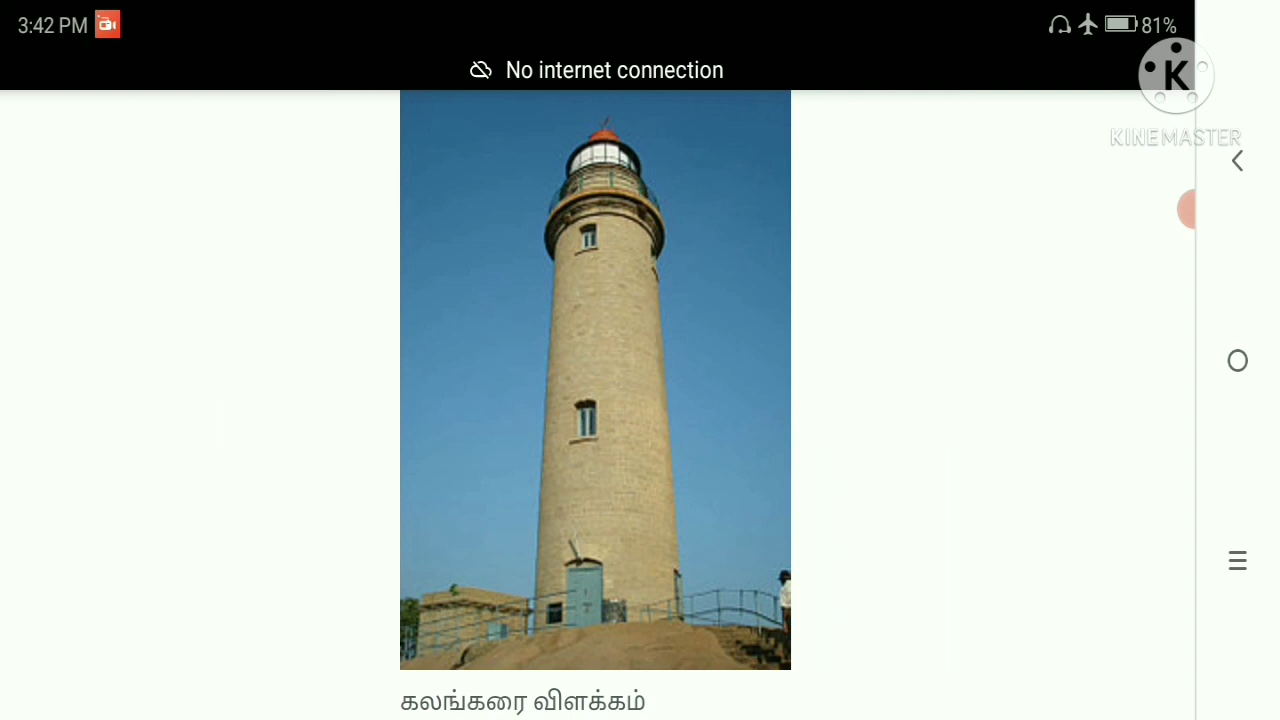 3:42 PM
81%
No internet connection
K
KINEMASTER
கலங்கரை விளக்கம்